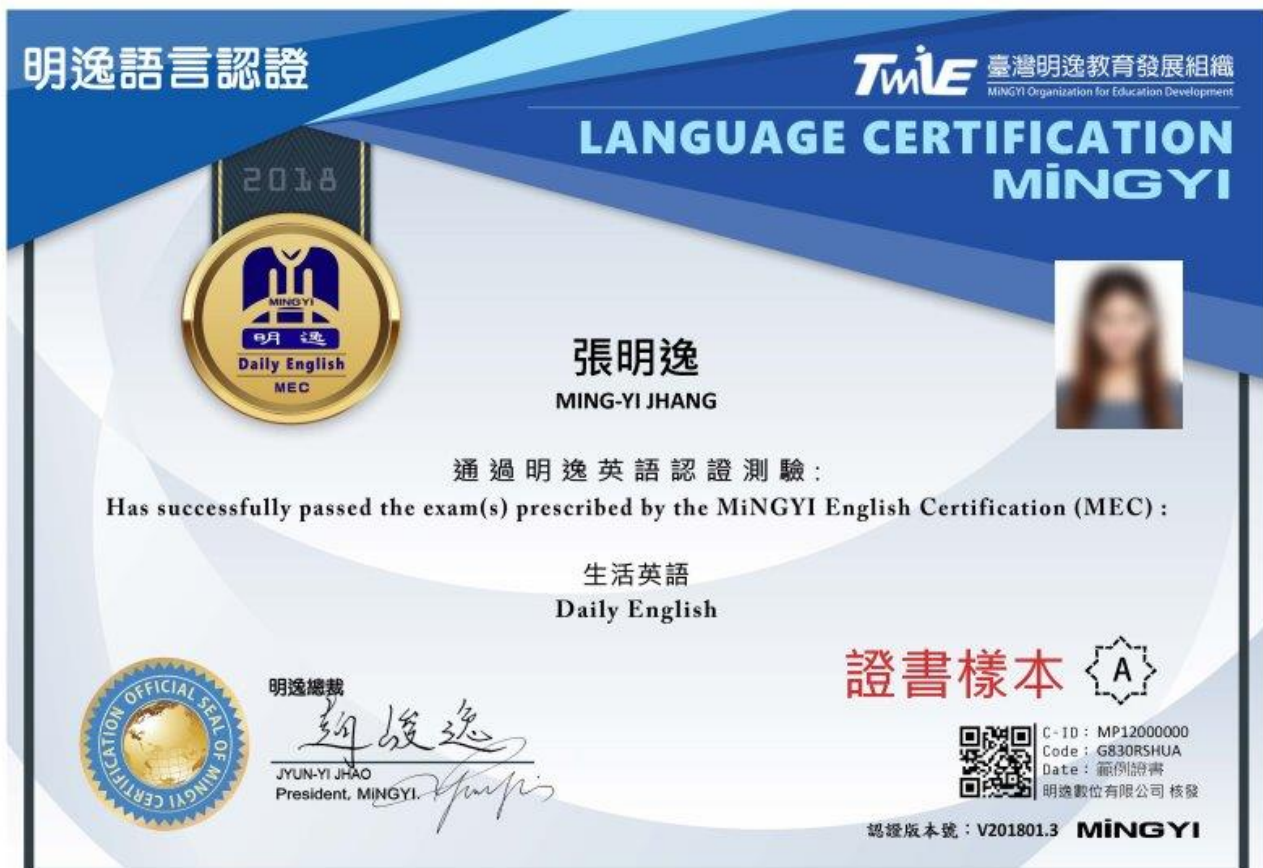 明逸語言認證
TMiE 臺灣明逸教育發展組織
MiNGYI Organization for Education Development
LANGUAGE CERTIFICATION
MiNGYI
2018
MINGYI
明逸
Daily English
MEC
張明逸
MING-YI JHANG
通過明逸英語認證測驗:
Has successfully passed the exam(s) prescribed by the MiNGYI English Certification (MEC) :
生活英語
Daily English
證書樣本 A
OFFICIAL SEAL OF MINGYI CERTIFICATION
明逸總裁
趙峻逸
JYUN-YI JHAO
President, MiNGYI.
C-ID : MP12000000
Code : G830RSHUA
Date : 範例證書
明逸數位有限公司 核發
認證版本號：V201801.3 MiNGYI